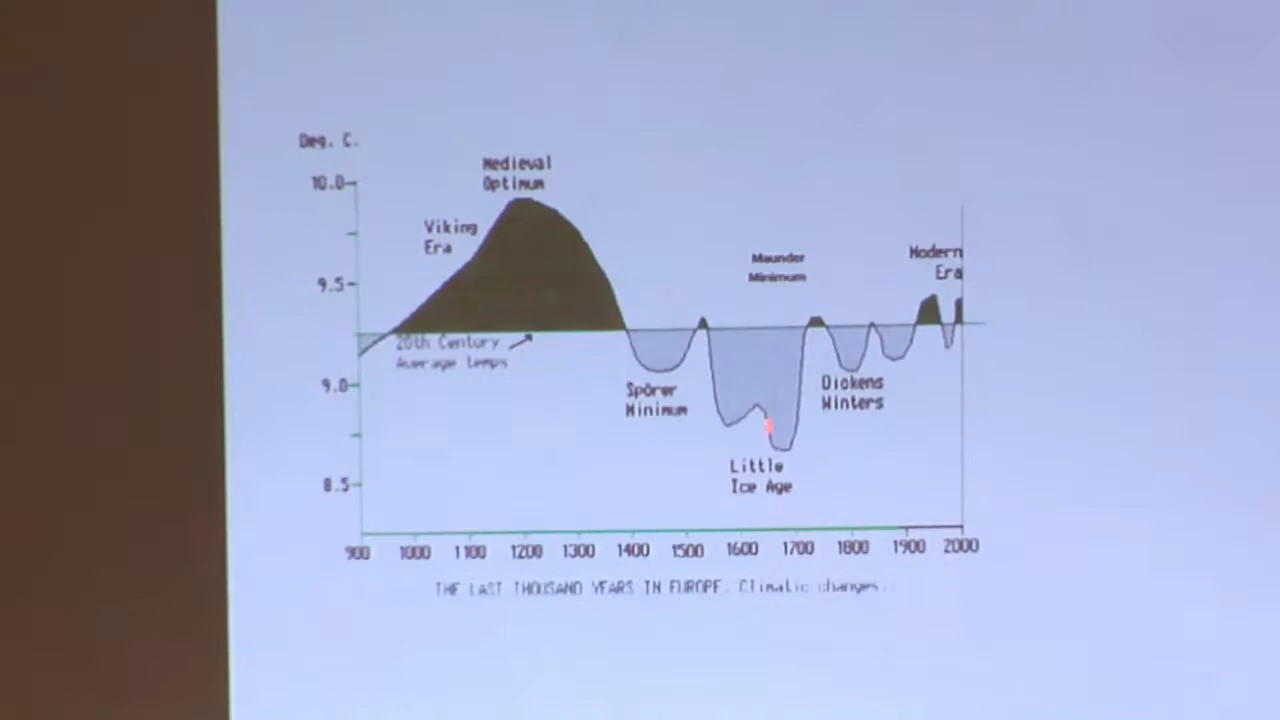 Deg. C.
Medieval
Optimum
10.0
Viking
Era
Maunder
Minimum
Modern
Era
9.5
20th Century
Average temps
9.0
Spörer
Minimum
Dickens
Winters
Little
Ice Age
8.5
900 1000 1100 1200 1300 1400 1500 1600 1700 1800 1900 2000
THE LAST THOUSAND YEARS IN EUROPE. Climatic changes.